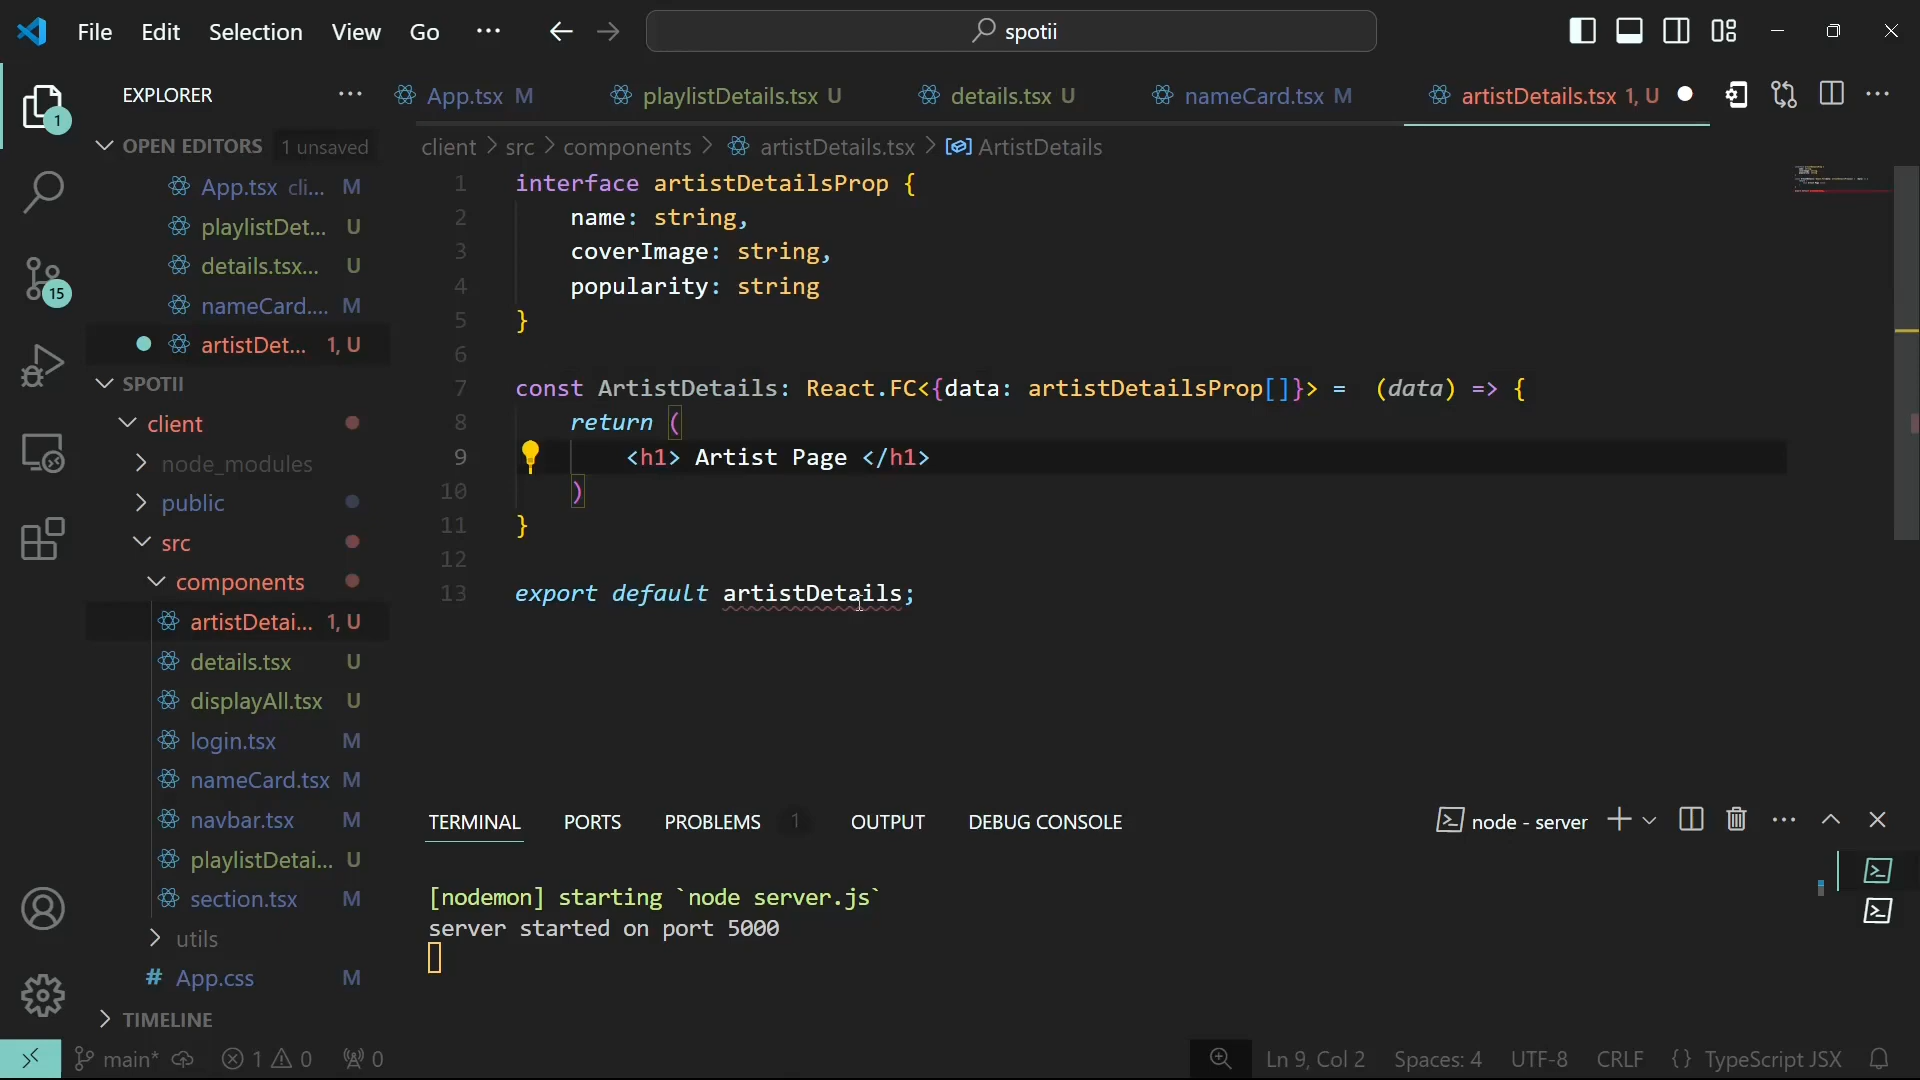 File Edit Selection View Go ··· spotii
EXPLORER ···
App.tsx M playlistDetails.tsx U details.tsx U nameCard.tsx M artistDetails.tsx 1, U
OPEN EDITORS 1 unsaved
App.tsx cli... M
playlistDet... U
details.tsx... U
nameCard.... M
artistDet... 1, U
SPOTII
client
node_modules
public
src
components
artistDetai... 1, U
details.tsx U
displayAll.tsx U
login.tsx M
nameCard.tsx M
navbar.tsx M
playlistDetai... U
section.tsx M
utils
# App.css M
TIMELINE
1
15
client > src > components > artistDetails.tsx > ArtistDetails
1 interface artistDetailsProp {
2 name: string,
3 coverImage: string,
4 popularity: string
5 }
6
7 const ArtistDetails: React.FC<{data: artistDetailsProp[]}> = (data) => {
8 return (
9 <h1> Artist Page </h1>
10 )
11 }
12
13 export default artistDetails;
TERMINAL PORTS PROBLEMS 1 OUTPUT DEBUG CONSOLE node - server
[nodemon] starting `node server.js`
server started on port 5000
main* 1 0 0 Ln 9, Col 2 Spaces: 4 UTF-8 CRLF {} TypeScript JSX